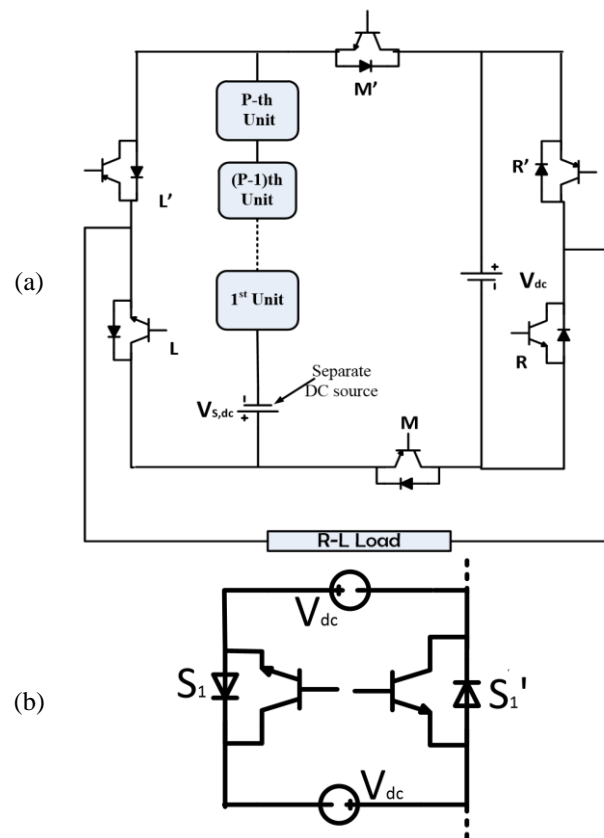 M'
P-th
Unit
(P-1)th
Unit
L'
R'
(a)
1st Unit
+
-
Vdc
L
R
Separate
DC source
-
VS,dc
+
M
R-L Load
+
Vdc
S1
S1'
(b)
+
Vdc